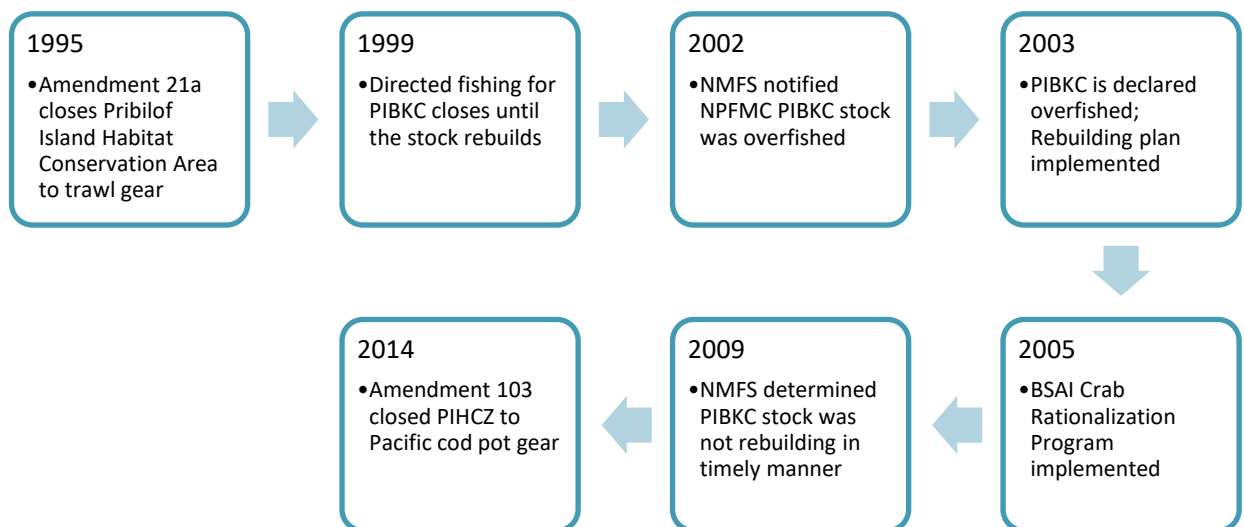 1995
•Amendment 21a
closes Pribilof
Island Habitat
Conservation Area
to trawl gear
1999
•Directed fishing for
PIBKC closes until
the stock rebuilds
2002
•NMFS notified
NPFMC PIBKC stock
was overfished
2003
•PIBKC is declared
overfished;
Rebuilding plan
implemented
2005
•BSAI Crab
Rationalization
Program
implemented
2009
•NMFS determined
PIBKC stock was
not rebuilding in
timely manner
2014
•Amendment 103
closed PIHCZ to
Pacific cod pot gear